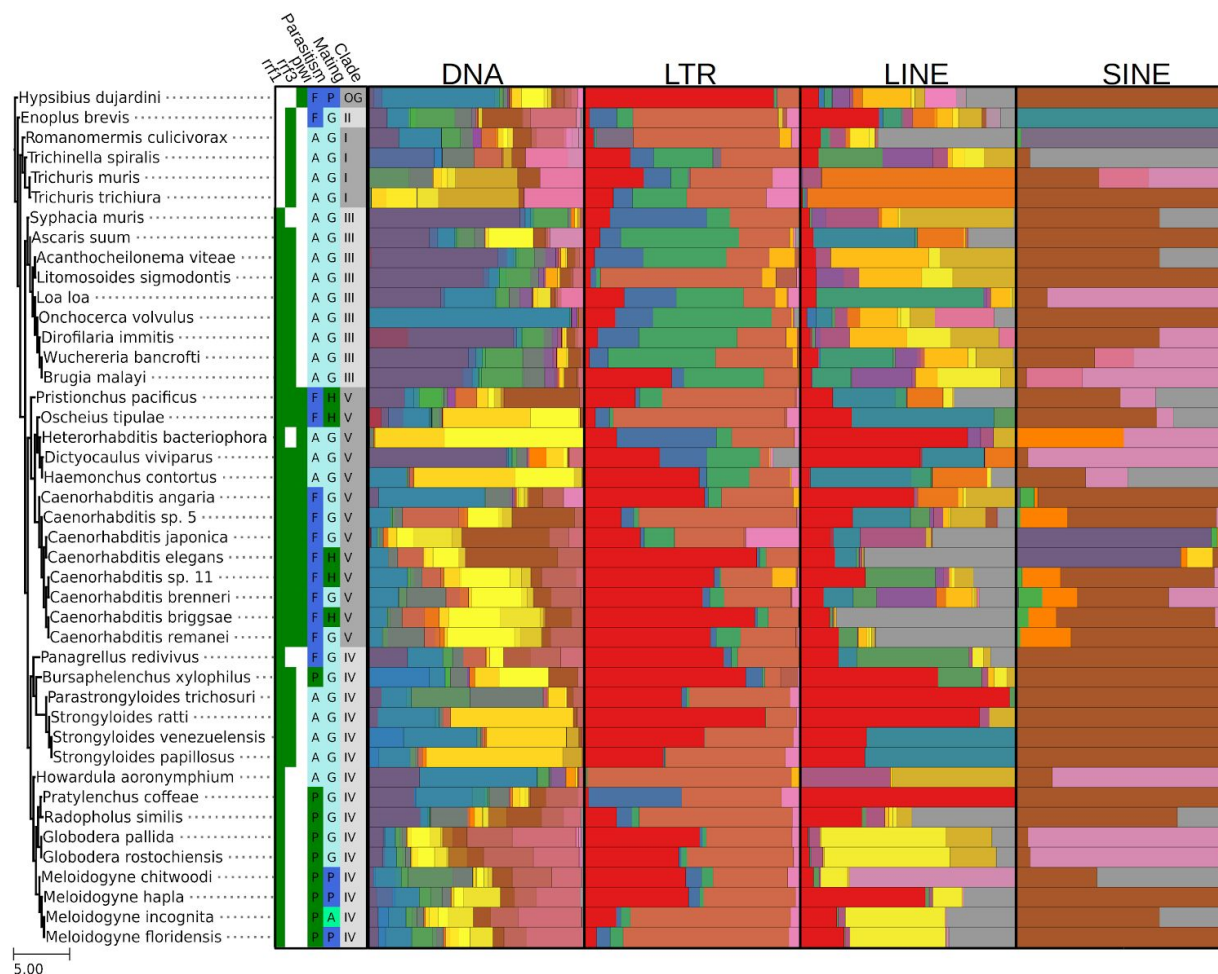 rrf1 rrf3 piwi Parasitism Mating Clade
DNA LTR LINE SINE
Hypsibius dujardini F P OG
Enoplus brevis F G II
Romanomermis culicivorax A G I
Trichinella spiralis A G I
Trichuris muris A G I
Trichuris trichiura A G I
Syphacia muris A G III
Ascaris suum A G III
Acanthocheilonema viteae A G III
Litomosoides sigmodontis A G III
Loa loa A G III
Onchocerca volvulus A G III
Dirofilaria immitis A G III
Wuchereria bancrofti A G III
Brugia malayi A G III
Pristionchus pacificus F H V
Oscheius tipulae F H V
Heterorhabditis bacteriophora A G V
Dictyocaulus viviparus A G V
Haemonchus contortus A G V
Caenorhabditis angaria F G V
Caenorhabditis sp. 5 F G V
Caenorhabditis japonica F G V
Caenorhabditis elegans F H V
Caenorhabditis sp. 11 F H V
Caenorhabditis brenneri F G V
Caenorhabditis briggsae F H V
Caenorhabditis remanei F G V
Panagrellus redivivus F G IV
Bursaphelenchus xylophilus P G IV
Parastrongyloides trichosuri A G IV
Strongyloides ratti A G IV
Strongyloides venezuelensis A G IV
Strongyloides papillosus A G IV
Howardula aoronymphium A G IV
Pratylenchus coffeae P G IV
Radopholus similis P G IV
Globodera pallida P G IV
Globodera rostochiensis P G IV
Meloidogyne chitwoodi P P IV
Meloidogyne hapla P P IV
Meloidogyne incognita P A IV
Meloidogyne floridensis P P IV
5.00